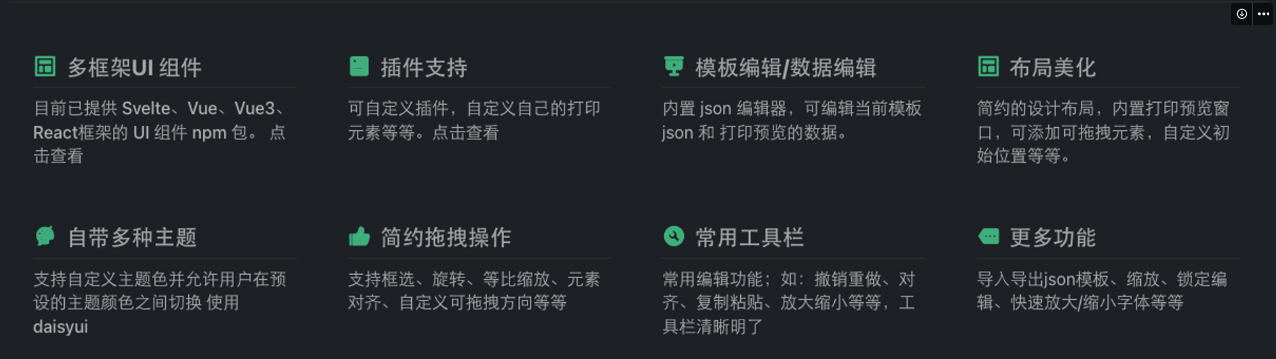 多框架UI 组件
目前已提供 Svelte、Vue、Vue3、
React框架的 UI 组件 npm 包。 点
击查看
插件支持
可自定义插件，自定义自己的打印
元素等等。点击查看
模板编辑/数据编辑
内置 json 编辑器，可编辑当前模板
json 和 打印预览的数据。
布局美化
简约的设计布局，内置打印预览窗
口，可添加可拖拽元素，自定义初
始位置等等。
自带多种主题
支持自定义主题色并允许用户在预
设的主题颜色之间切换 使用
daisyui
简约拖拽操作
支持框选、旋转、等比缩放、元素
对齐、自定义可拖拽方向等等
常用工具栏
常用编辑功能；如：撤销重做、对
齐、复制粘贴、放大缩小等等，工
具栏清晰明了
更多功能
导入导出json模板、缩放、锁定编
辑、快速放大/缩小字体等等